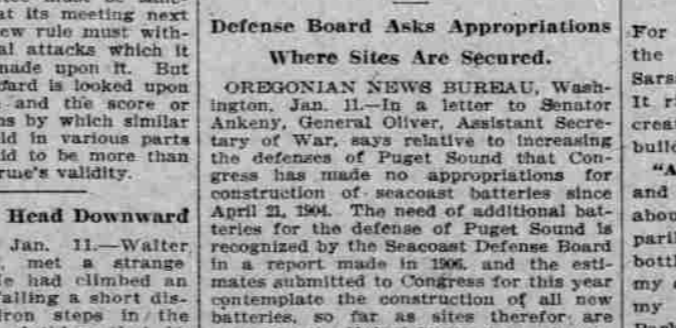 at its meeting next
ew rule must with-
al attacks which it
made upon it. But
ard is looked upon
and the score or
ns by which similar
ld in various parts
id to be more than
rule's validity.
Head Downward
Jan. 11.—Walter
met a strange
e had climbed an
falling a short dis-
iron steps in the
Defense Board Asks Appropriations
Where Sites Are Secured.
OREGONIAN NEWS BUREAU, Wash-
ington, Jan. 11.—In a letter to Senator
Ankeny, General Oliver, Assistant Secre-
tary of War, says relative to increasing
the defenses of Puget Sound that Con-
gress has made no appropriations for
construction of seacoast batteries since
April 21, 1904. The need of additional bat-
teries for the defense of Puget Sound is
recognized by the Seacoast Defense Board
in a report made in 1906, and the esti-
mates submitted to Congress for this year
contemplate the construction of all new
batteries, so far as sites therefor are
For
the
Sars
It r
crea
build
"A
and
abou
paril
bottl
my
my